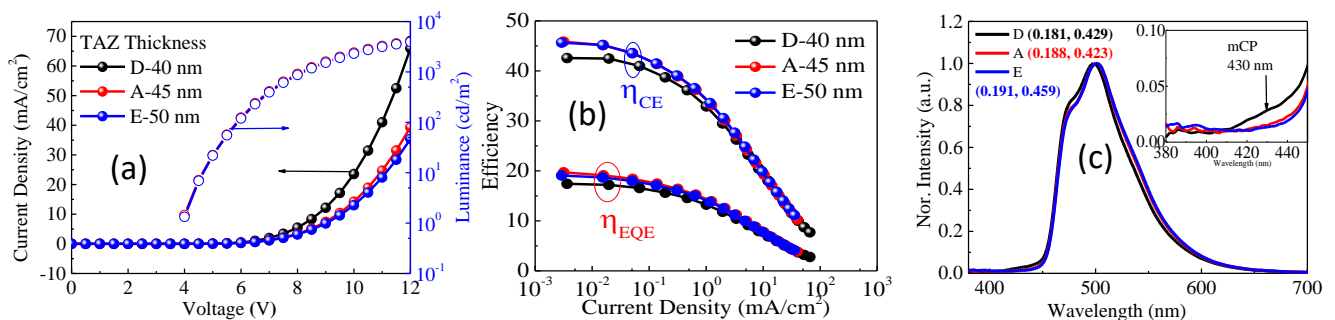 TAZ Thickness
D-40 nm
A-45 nm
E-50 nm
(a)
Current Density (mA/cm²)
70
60
50
40
30
20
10
0
-10
0 2 4 6 8 10 12
Voltage (V)
Luminance (cd/m²)
10⁴
10³
10²
10¹
10⁰
10⁻¹
D-40 nm
A-45 nm
E-50 nm
η_CE
(b)
η_EQE
Efficiency
50
40
30
20
10
0
10⁻³ 10⁻² 10⁻¹ 10⁰ 10¹ 10² 10³
Current Density (mA/cm²)
D (0.181, 0.429)
A (0.188, 0.423)
E
(0.191, 0.459)
(c)
Nor. Intensity (a.u.)
1.2
1.0
0.8
0.6
0.4
0.2
0.0
400 500 600 700
Wavelength (nm)
mCP
430 nm
0.10
0.05
0.00
380 400 420 440
Wavelength (nm)